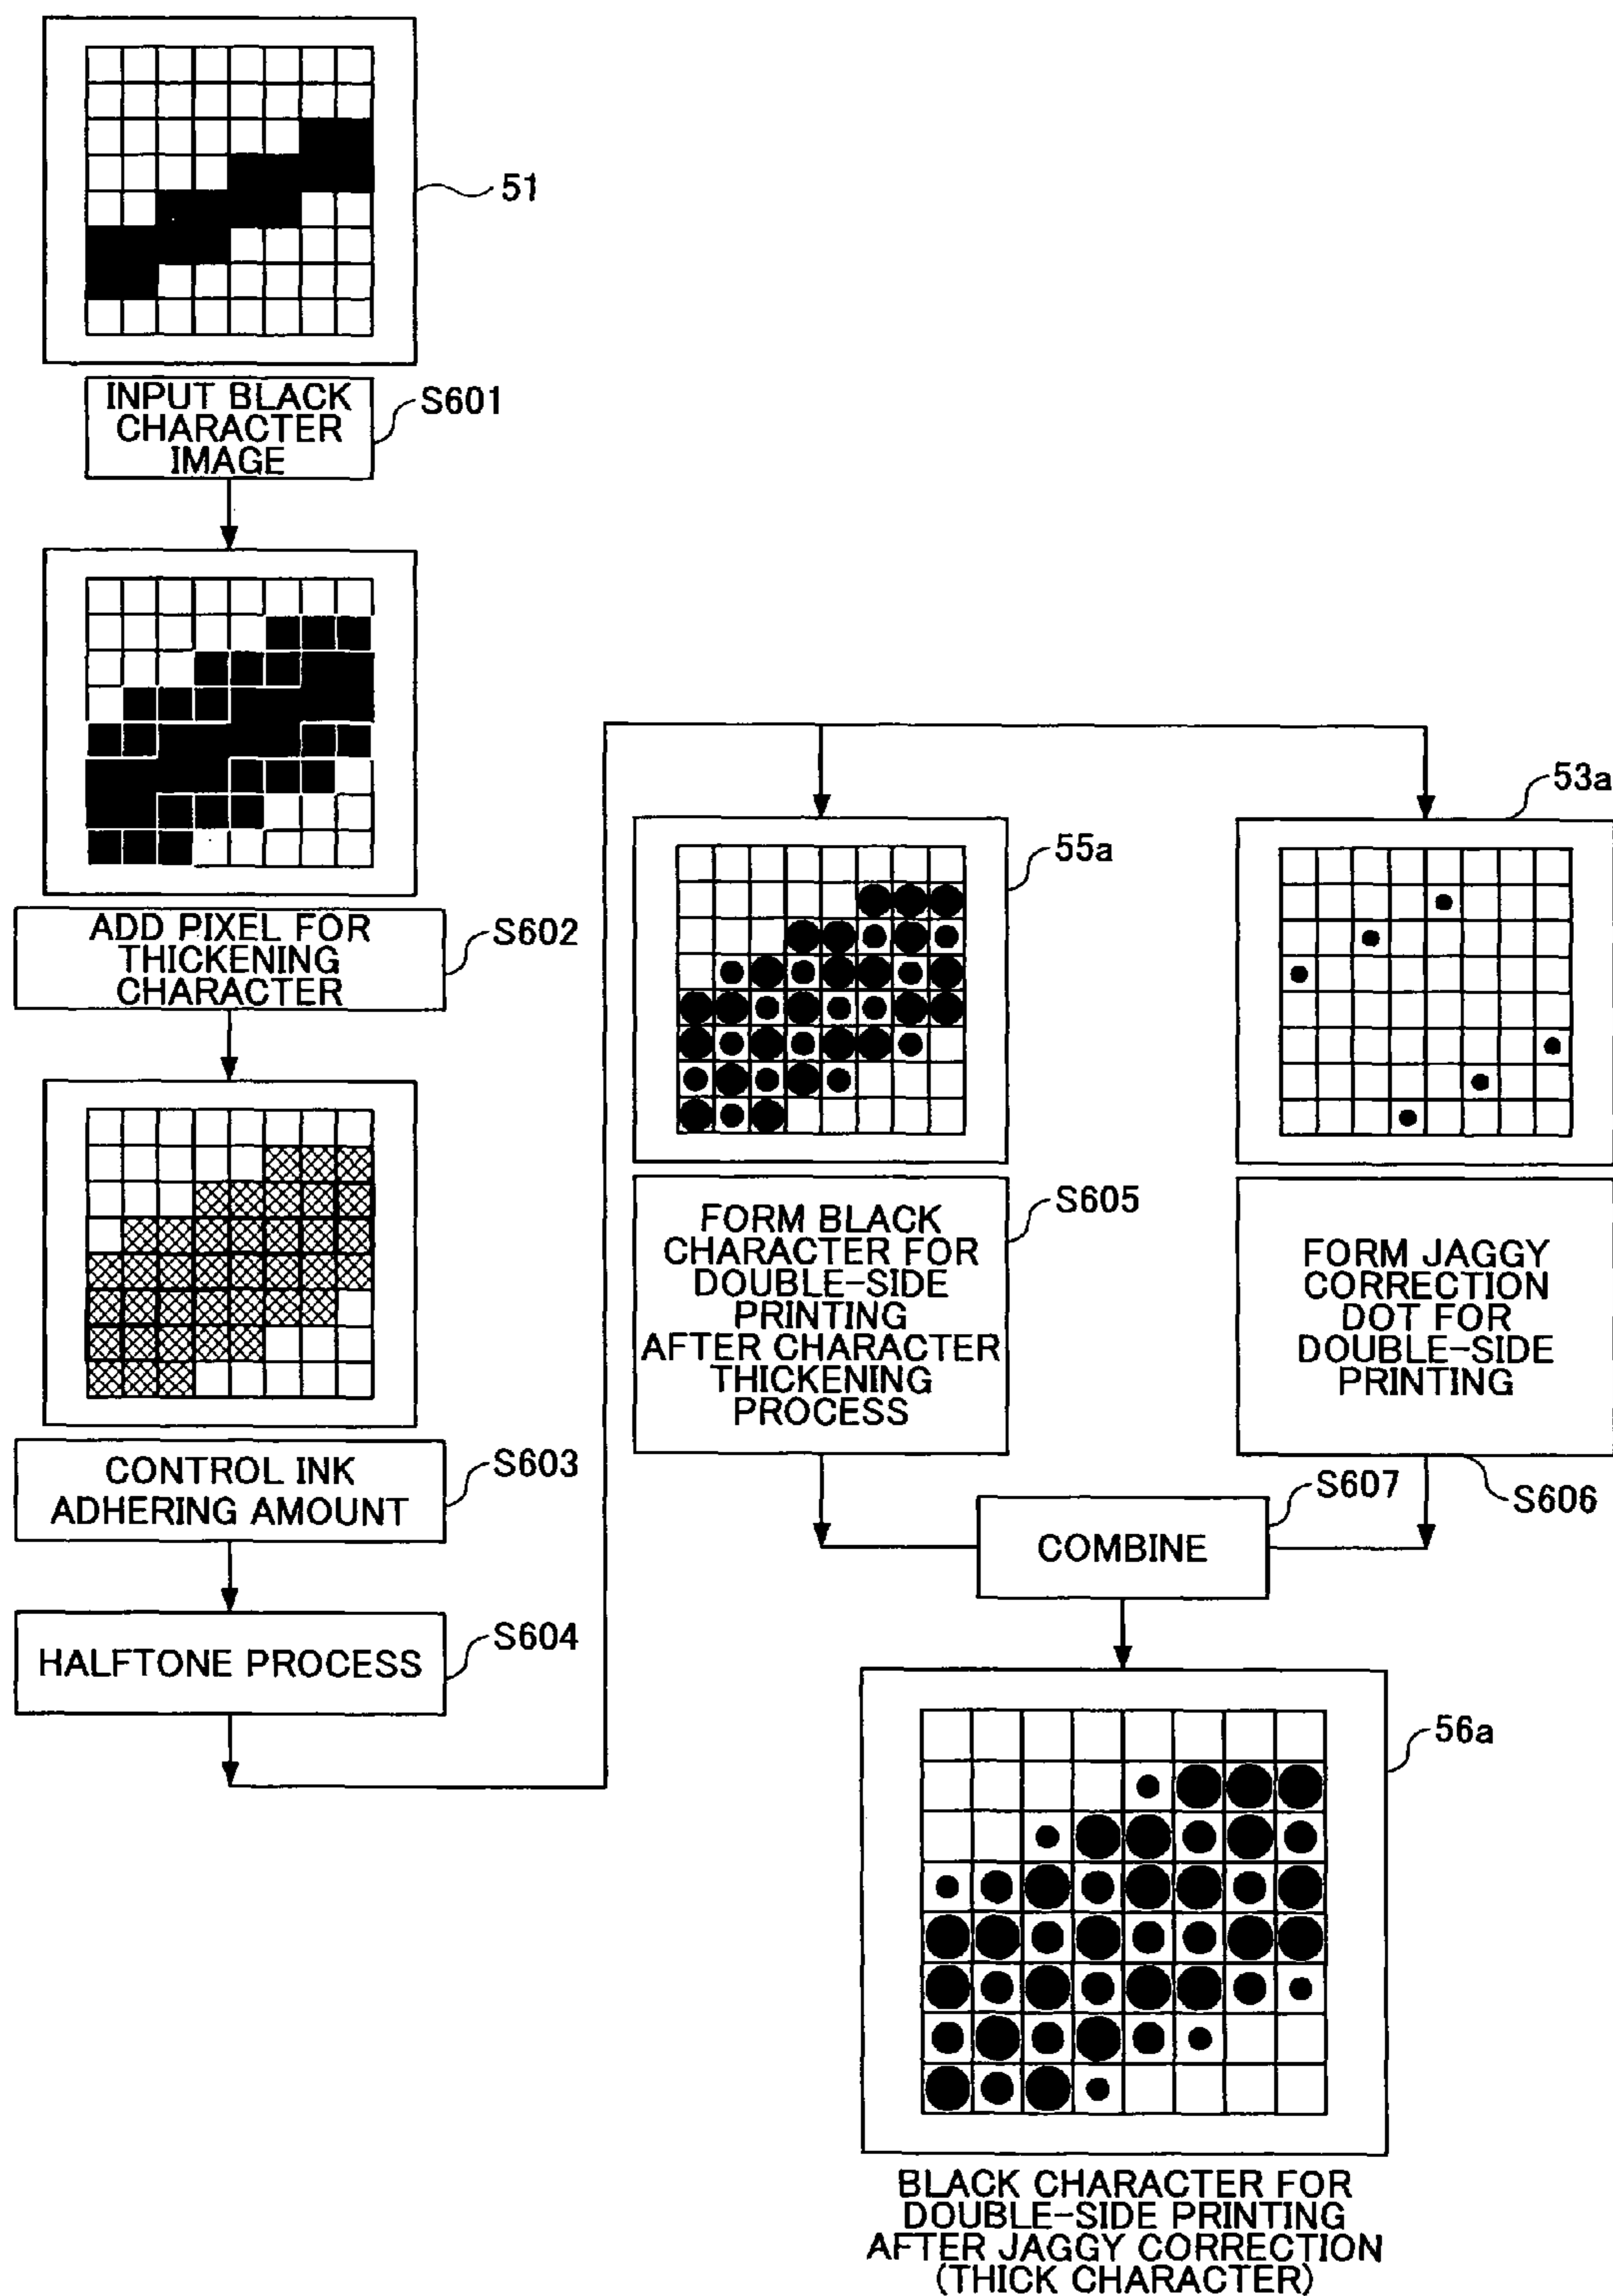 51
INPUT BLACK
CHARACTER
IMAGE
S601
ADD PIXEL FOR
THICKENING
CHARACTER
S602
CONTROL INK
ADHERING AMOUNT
S603
HALFTONE PROCESS
S604
55a
FORM BLACK
CHARACTER FOR
DOUBLE-SIDE
PRINTING
AFTER CHARACTER
THICKENING
PROCESS
S605
53a
FORM JAGGY
CORRECTION
DOT FOR
DOUBLE-SIDE
PRINTING
S606
COMBINE
S607
56a
BLACK CHARACTER FOR
DOUBLE-SIDE PRINTING
AFTER JAGGY CORRECTION
(THICK CHARACTER)